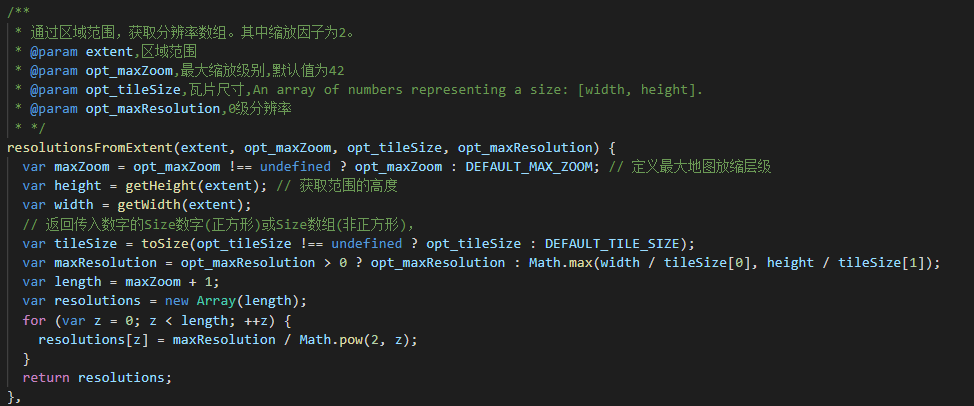 /**
 * 通过区域范围，获取分辨率数组。其中缩放因子为2。
 * @param extent,区域范围
 * @param opt_maxZoom,最大缩放级别,默认值为42
 * @param opt_tileSize,瓦片尺寸,An array of numbers representing a size: [width, height].
 * @param opt_maxResolution,0级分辨率
 * */
resolutionsFromExtent(extent, opt_maxZoom, opt_tileSize, opt_maxResolution) {
  var maxZoom = opt_maxZoom !== undefined ? opt_maxZoom : DEFAULT_MAX_ZOOM; // 定义最大地图放缩层级
  var height = getHeight(extent); // 获取范围的高度
  var width = getWidth(extent);
  // 返回传入数字的Size数字(正方形)或Size数组(非正方形)，
  var tileSize = toSize(opt_tileSize !== undefined ? opt_tileSize : DEFAULT_TILE_SIZE);
  var maxResolution = opt_maxResolution > 0 ? opt_maxResolution : Math.max(width / tileSize[0], height / tileSize[1]);
  var length = maxZoom + 1;
  var resolutions = new Array(length);
  for (var z = 0; z < length; ++z) {
    resolutions[z] = maxResolution / Math.pow(2, z);
  }
  return resolutions;
},